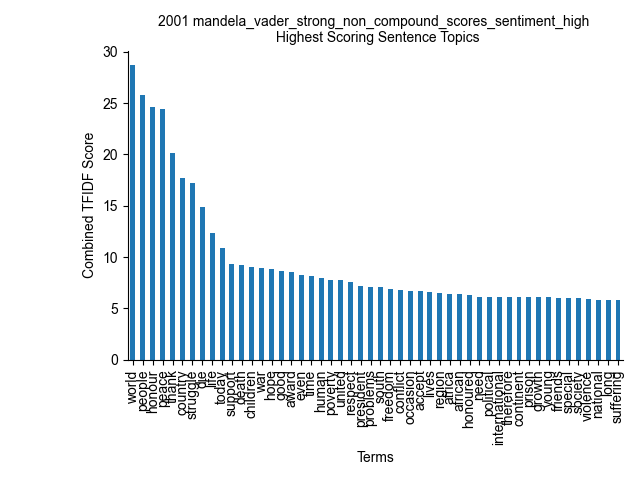 2001 mandela_vader_strong_non_compound_scores_sentiment_high
Highest Scoring Sentence Topics
30
25
20
15
10
5
0
Combined TFIDF Score
world
people
honour
peace
thank
country
struggle
die
life
today
support
death
children
war
hope
good
award
even
time
human
poverty
united
respect
president
problems
south
freedom
conflict
occasion
accept
lives
region
africa
african
honoured
need
political
international
therefore
continent
prison
growth
young
friends
special
society
violence
national
long
suffering
Terms